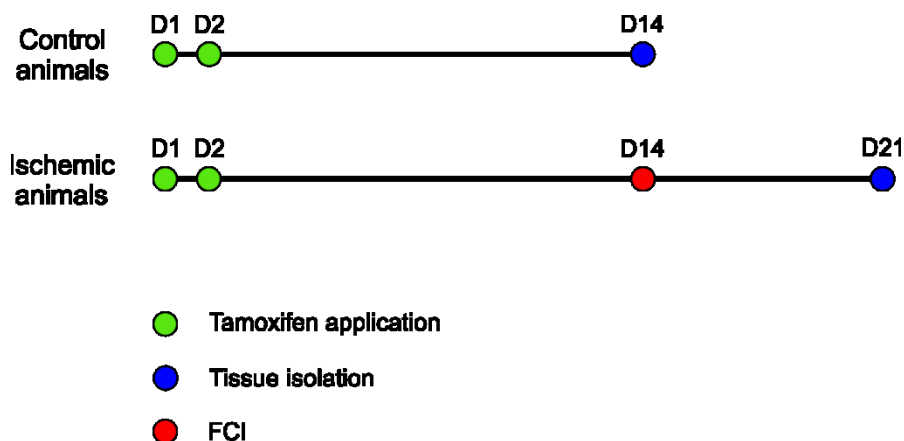 D1 D2 D14
Control
animals
D1 D2 D14 D21
Ischemic
animals
Tamoxifen application
Tissue isolation
FCI